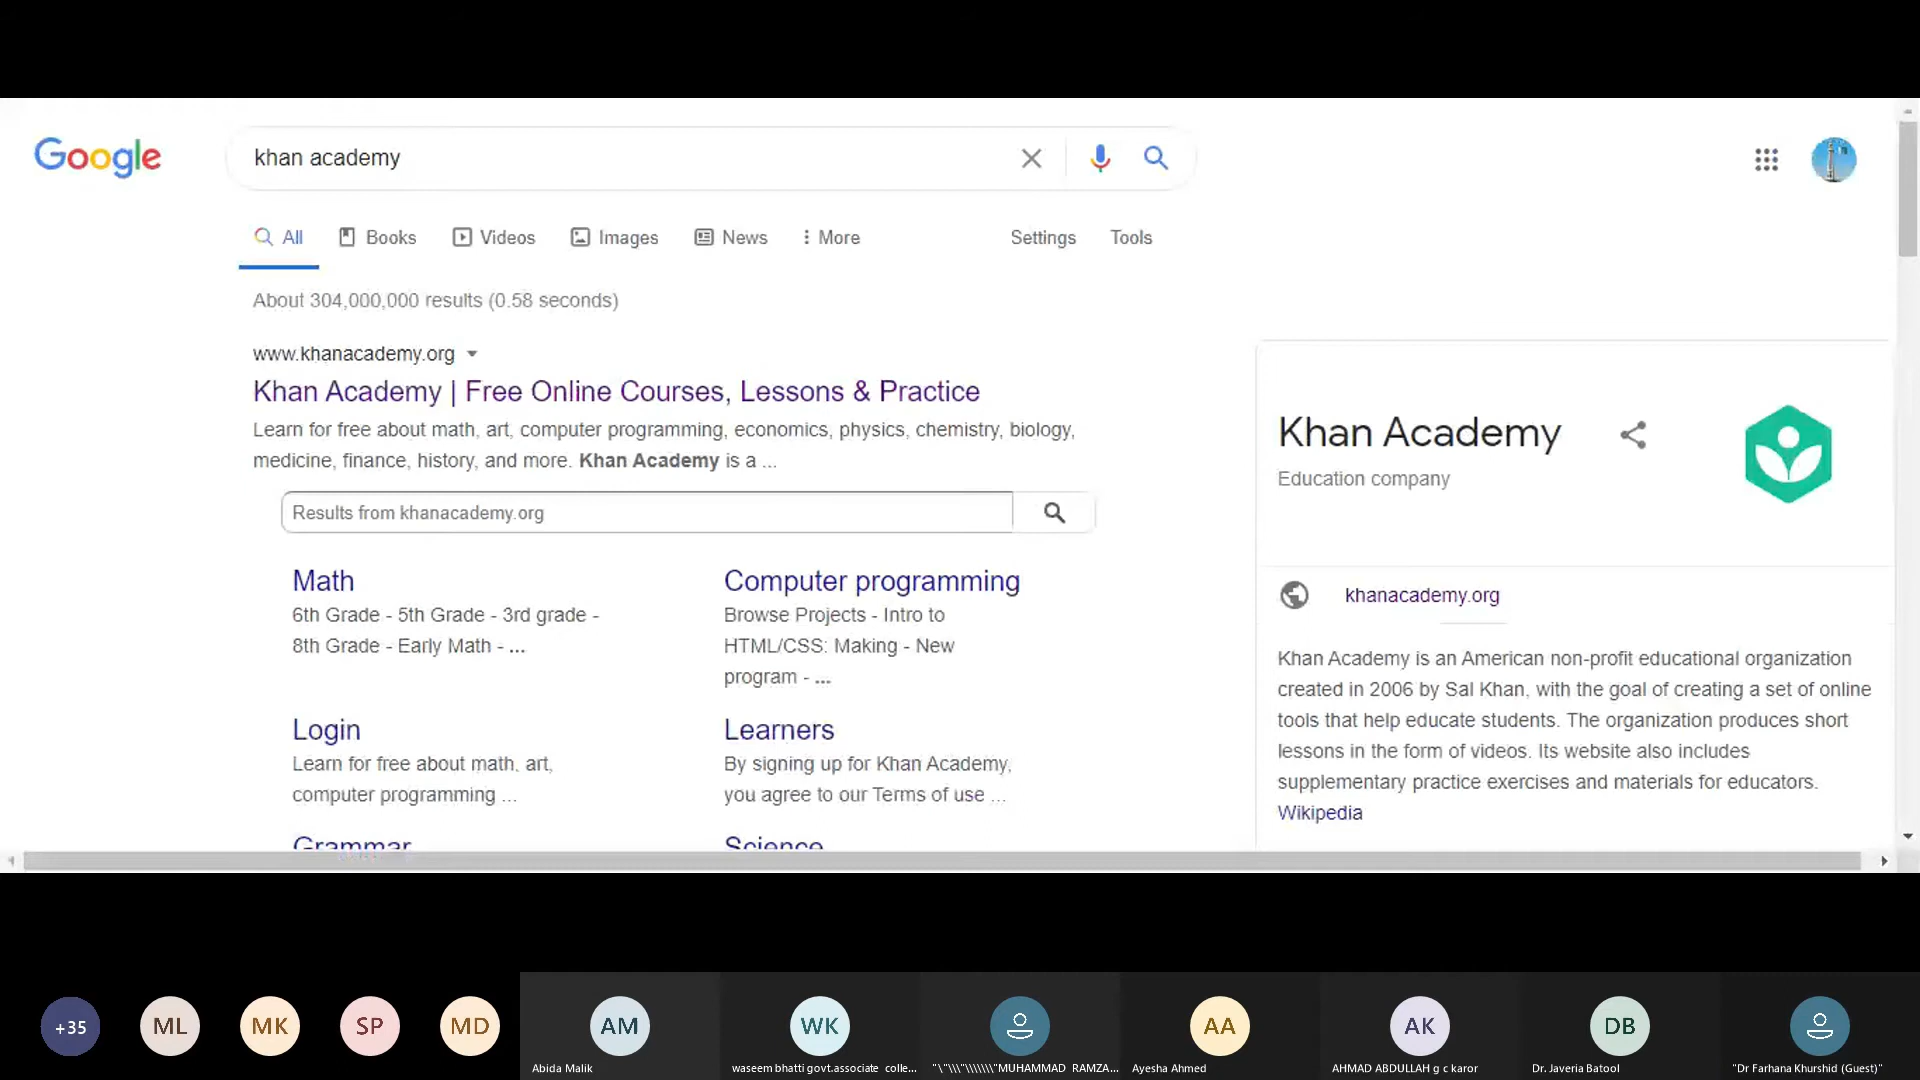 Google
khan academy
All
Books
Videos
Images
News
More
Settings
Tools
About 304,000,000 results (0.58 seconds)
www.khanacademy.org
Khan Academy | Free Online Courses, Lessons & Practice
Learn for free about math, art, computer programming, economics, physics, chemistry, biology,
medicine, finance, history, and more. Khan Academy is a ...
Results from khanacademy.org
Math
6th Grade - 5th Grade - 3rd grade -
8th Grade - Early Math - ...
Computer programming
Browse Projects - Intro to
HTML/CSS: Making - New
program - ...
Login
Learn for free about math, art,
computer programming ...
Learners
By signing up for Khan Academy,
you agree to our Terms of use ...
Grammar
Science
Khan Academy
Education company
khanacademy.org
Khan Academy is an American non-profit educational organization
created in 2006 by Sal Khan, with the goal of creating a set of online
tools that help educate students. The organization produces short
lessons in the form of videos. Its website also includes
supplementary practice exercises and materials for educators.
Wikipedia
+35
ML
MK
SP
MD
AM
Abida Malik
WK
waseem bhatti govt.associate colle...
"\"\\\"\\\\\\\"MUHAMMAD RAMZA...
AA
Ayesha Ahmed
AK
AHMAD ABDULLAH g c karor
DB
Dr. Javeria Batool
"Dr Farhana Khurshid (Guest)"